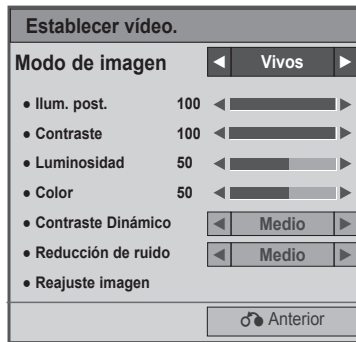 Establecer vídeo.
Modo de imagen ◄ Vivos ►
● Ilum. post. 100
● Contraste 100
● Luminosidad 50
● Color 50
● Contraste Dinámico ◄ Medio ►
● Reducción de ruido ◄ Medio ►
● Reajuste imagen
Anterior